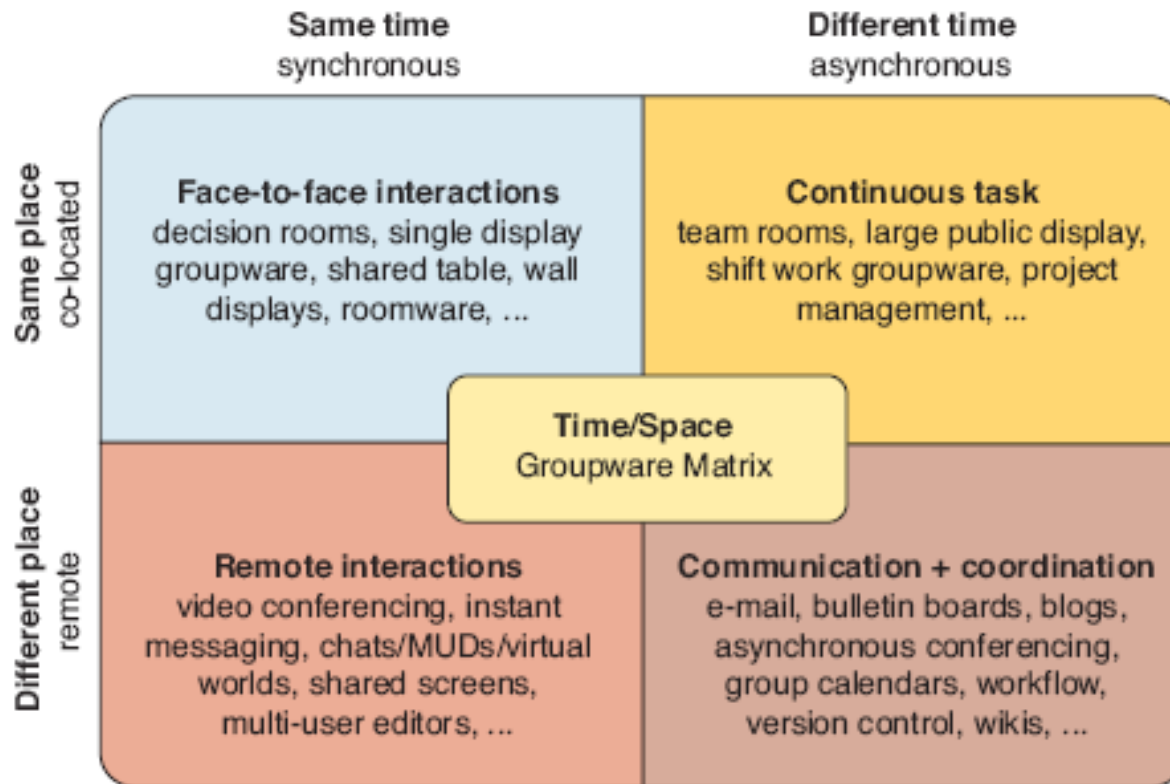 Same time
synchronous
Different time
asynchronous
Same place
co-located
Face-to-face interactions
decision rooms, single display
groupware, shared table, wall
displays, roomware, ...
Continuous task
team rooms, large public display,
shift work groupware, project
management, ...
Time/Space
Groupware Matrix
Different place
remote
Remote interactions
video conferencing, instant
messaging, chats/MUDs/virtual
worlds, shared screens,
multi-user editors, ...
Communication + coordination
e-mail, bulletin boards, blogs,
asynchronous conferencing,
group calendars, workflow,
version control, wikis, ...